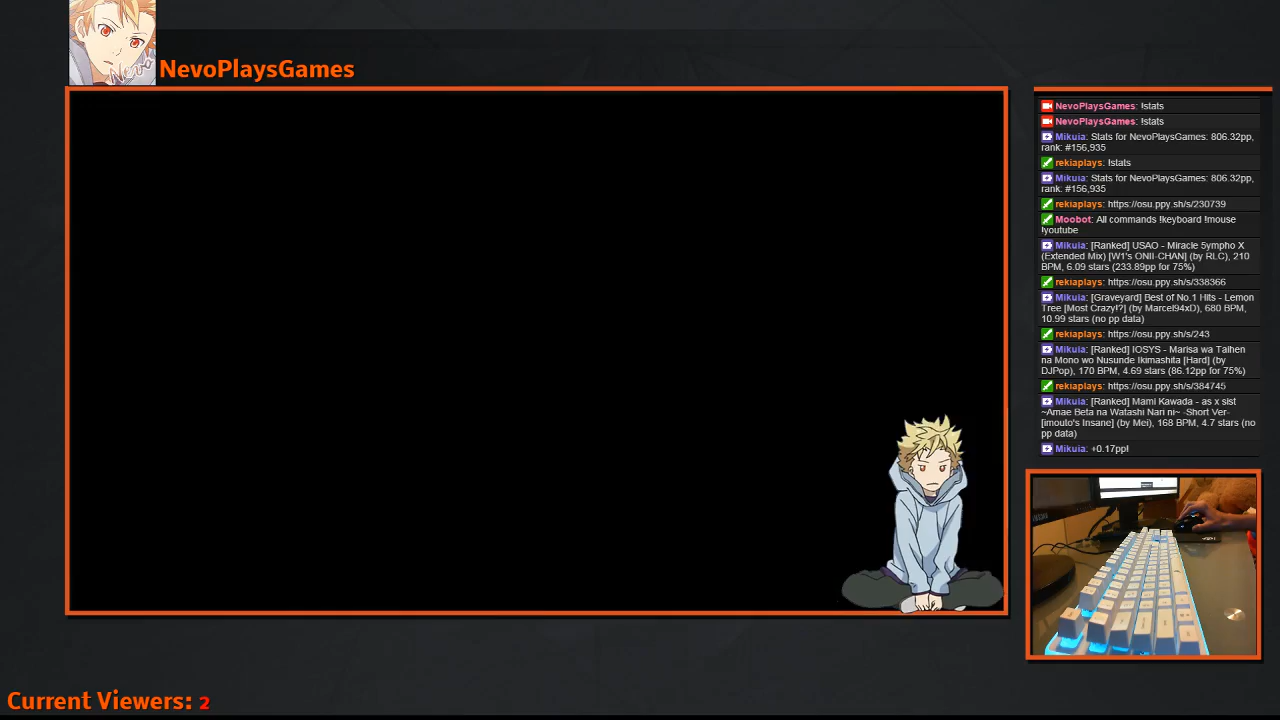 NevoPlaysGames
NevoPlaysGames: !stats
NevoPlaysGames: !stats
Mikuia: Stats for NevoPlaysGames: 806.32pp,
rank: #156,935
rekiaplays: !stats
Mikuia: Stats for NevoPlaysGames: 806.32pp,
rank: #156,935
rekiaplays: https://osu.ppy.sh/s/230739
Moobot: All commands !keyboard !mouse
!youtube
Mikuia: [Ranked] USAO - Miracle 5ympho X
(Extended Mix) [W1's ONII-CHAN] (by RLC), 210
BPM, 6.09 stars (233.89pp for 75%)
rekiaplays: https://osu.ppy.sh/s/338366
Mikuia: [Graveyard] Best of No.1 Hits - Lemon
Tree [Most Crazy!?] (by Marcel94xD), 680 BPM,
10.99 stars (no pp data)
rekiaplays: https://osu.ppy.sh/s/243
Mikuia: [Ranked] IOSYS - Marisa wa Taihen
na Mono wo Nusunde Ikimashita [Hard] (by
DJPop), 170 BPM, 4.69 stars (86.12pp for 75%)
rekiaplays: https://osu.ppy.sh/s/384745
Mikuia: [Ranked] Mami Kawada - as x sist
~Amae Beta na Watashi Nari ni~ -Short Ver-
[imouto's Insane] (by Mei), 168 BPM, 4.7 stars (no
pp data)
Mikuia: +0.17pp!
Current Viewers: 2